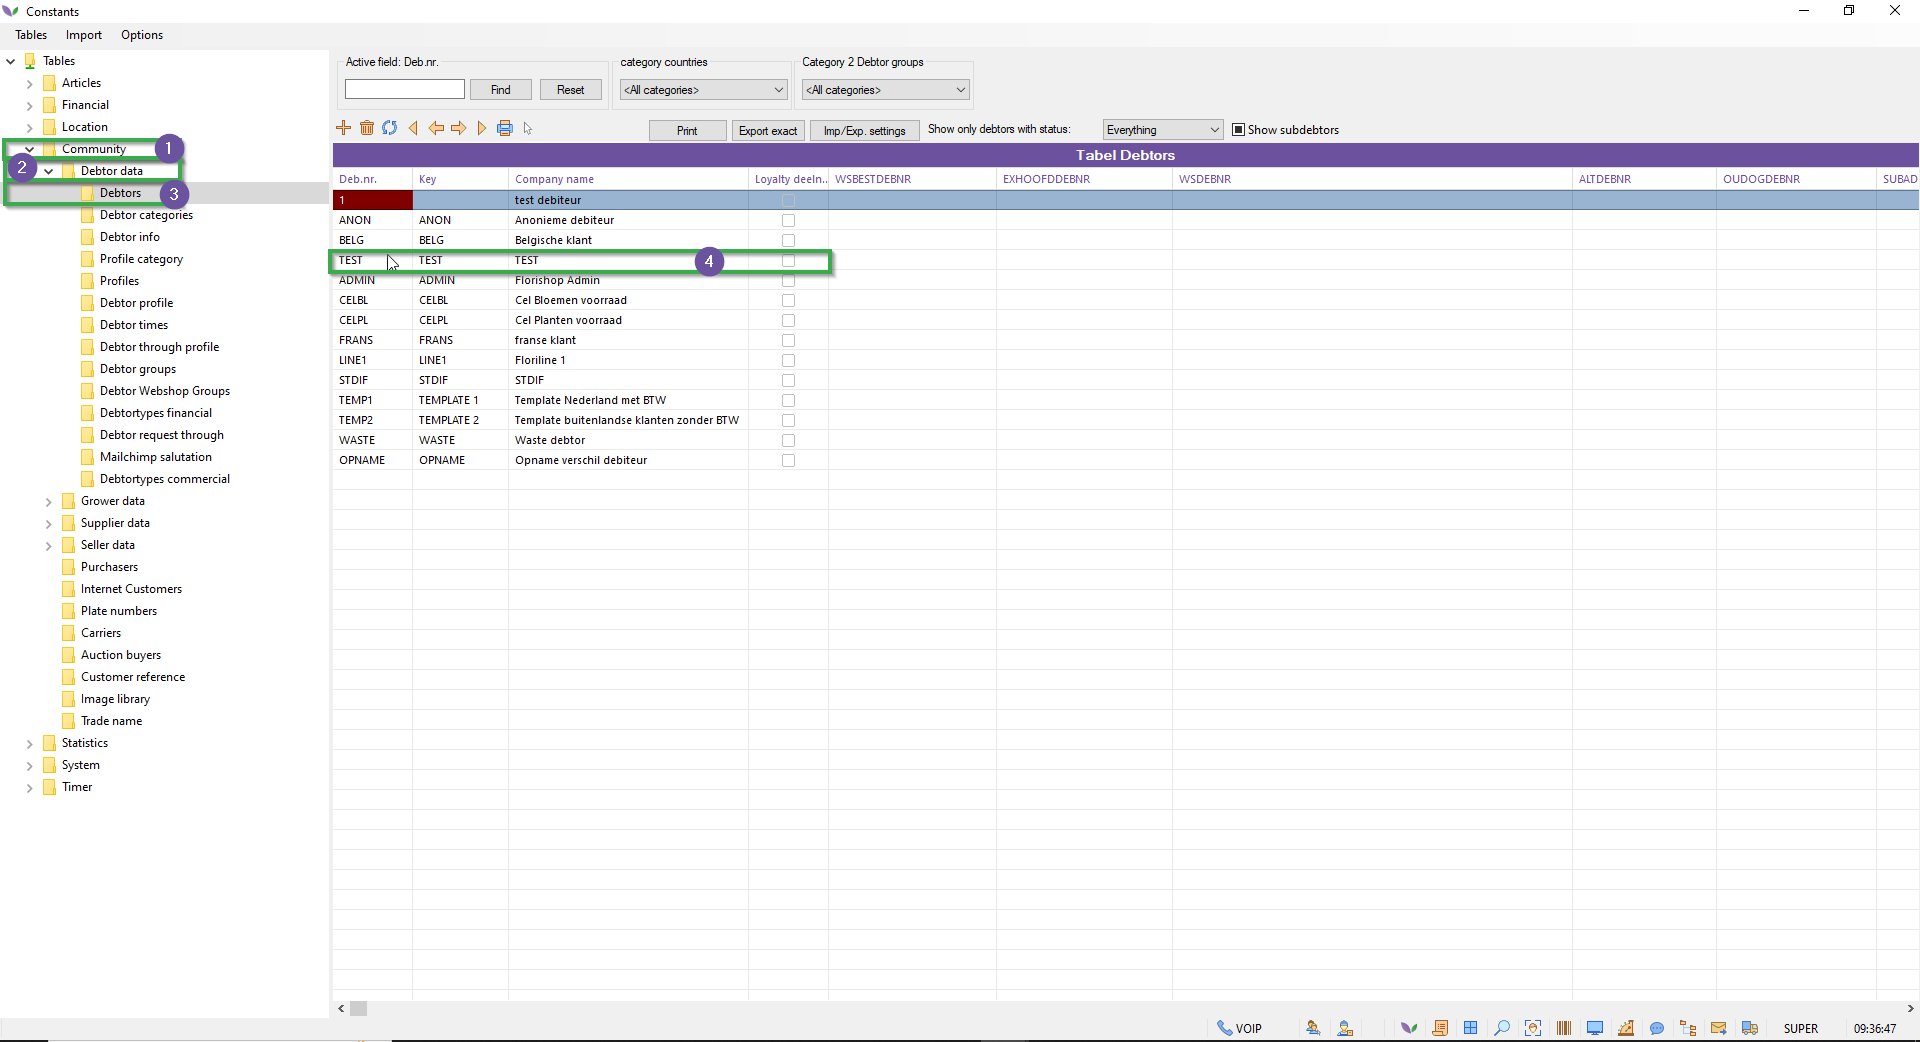 Constants
Tables Import Options
Tables
Articles
Financial
Location
Community 1
2 Debtor data
Debtors 3
Debtor categories
Debtor info
Profile category
Profiles
Debtor profile
Debtor times
Debtor through profile
Debtor groups
Debtor Webshop Groups
Debtortypes financial
Debtor request through
Mailchimp salutation
Debtortypes commercial
Grower data
Supplier data
Seller data
Purchasers
Internet Customers
Plate numbers
Carriers
Auction buyers
Customer reference
Image library
Trade name
Statistics
System
Timer
Active field: Deb.nr. category countries Category 2 Debtor groups
Find Reset <All categories> <All categories>
Print Export exact Imp/Exp. settings Show only debtors with status: Everything Show subdebtors
Tabel Debtors
Deb.nr. Key Company name Loyalty deeln.. WSBESTDEBNR EXHOOFDDEBNR WSDEBNR ALTDEBNR OUDOGDEBNR SUBAD
1 test debiteur
ANON ANON Anonieme debiteur
BELG BELG Belgische klant
TEST TEST TEST 4
ADMIN ADMIN Florishop Admin
CELBL CELBL Cel Bloemen voorraad
CELPL CELPL Cel Planten voorraad
FRANS FRANS franse klant
LINE1 LINE1 Floriline 1
STDIF STDIF STDIF
TEMP1 TEMPLATE 1 Template Nederland met BTW
TEMP2 TEMPLATE 2 Template buitenlandse klanten zonder BTW
WASTE WASTE Waste debtor
OPNAME OPNAME Opname verschil debiteur
VOIP SUPER 09:36:47